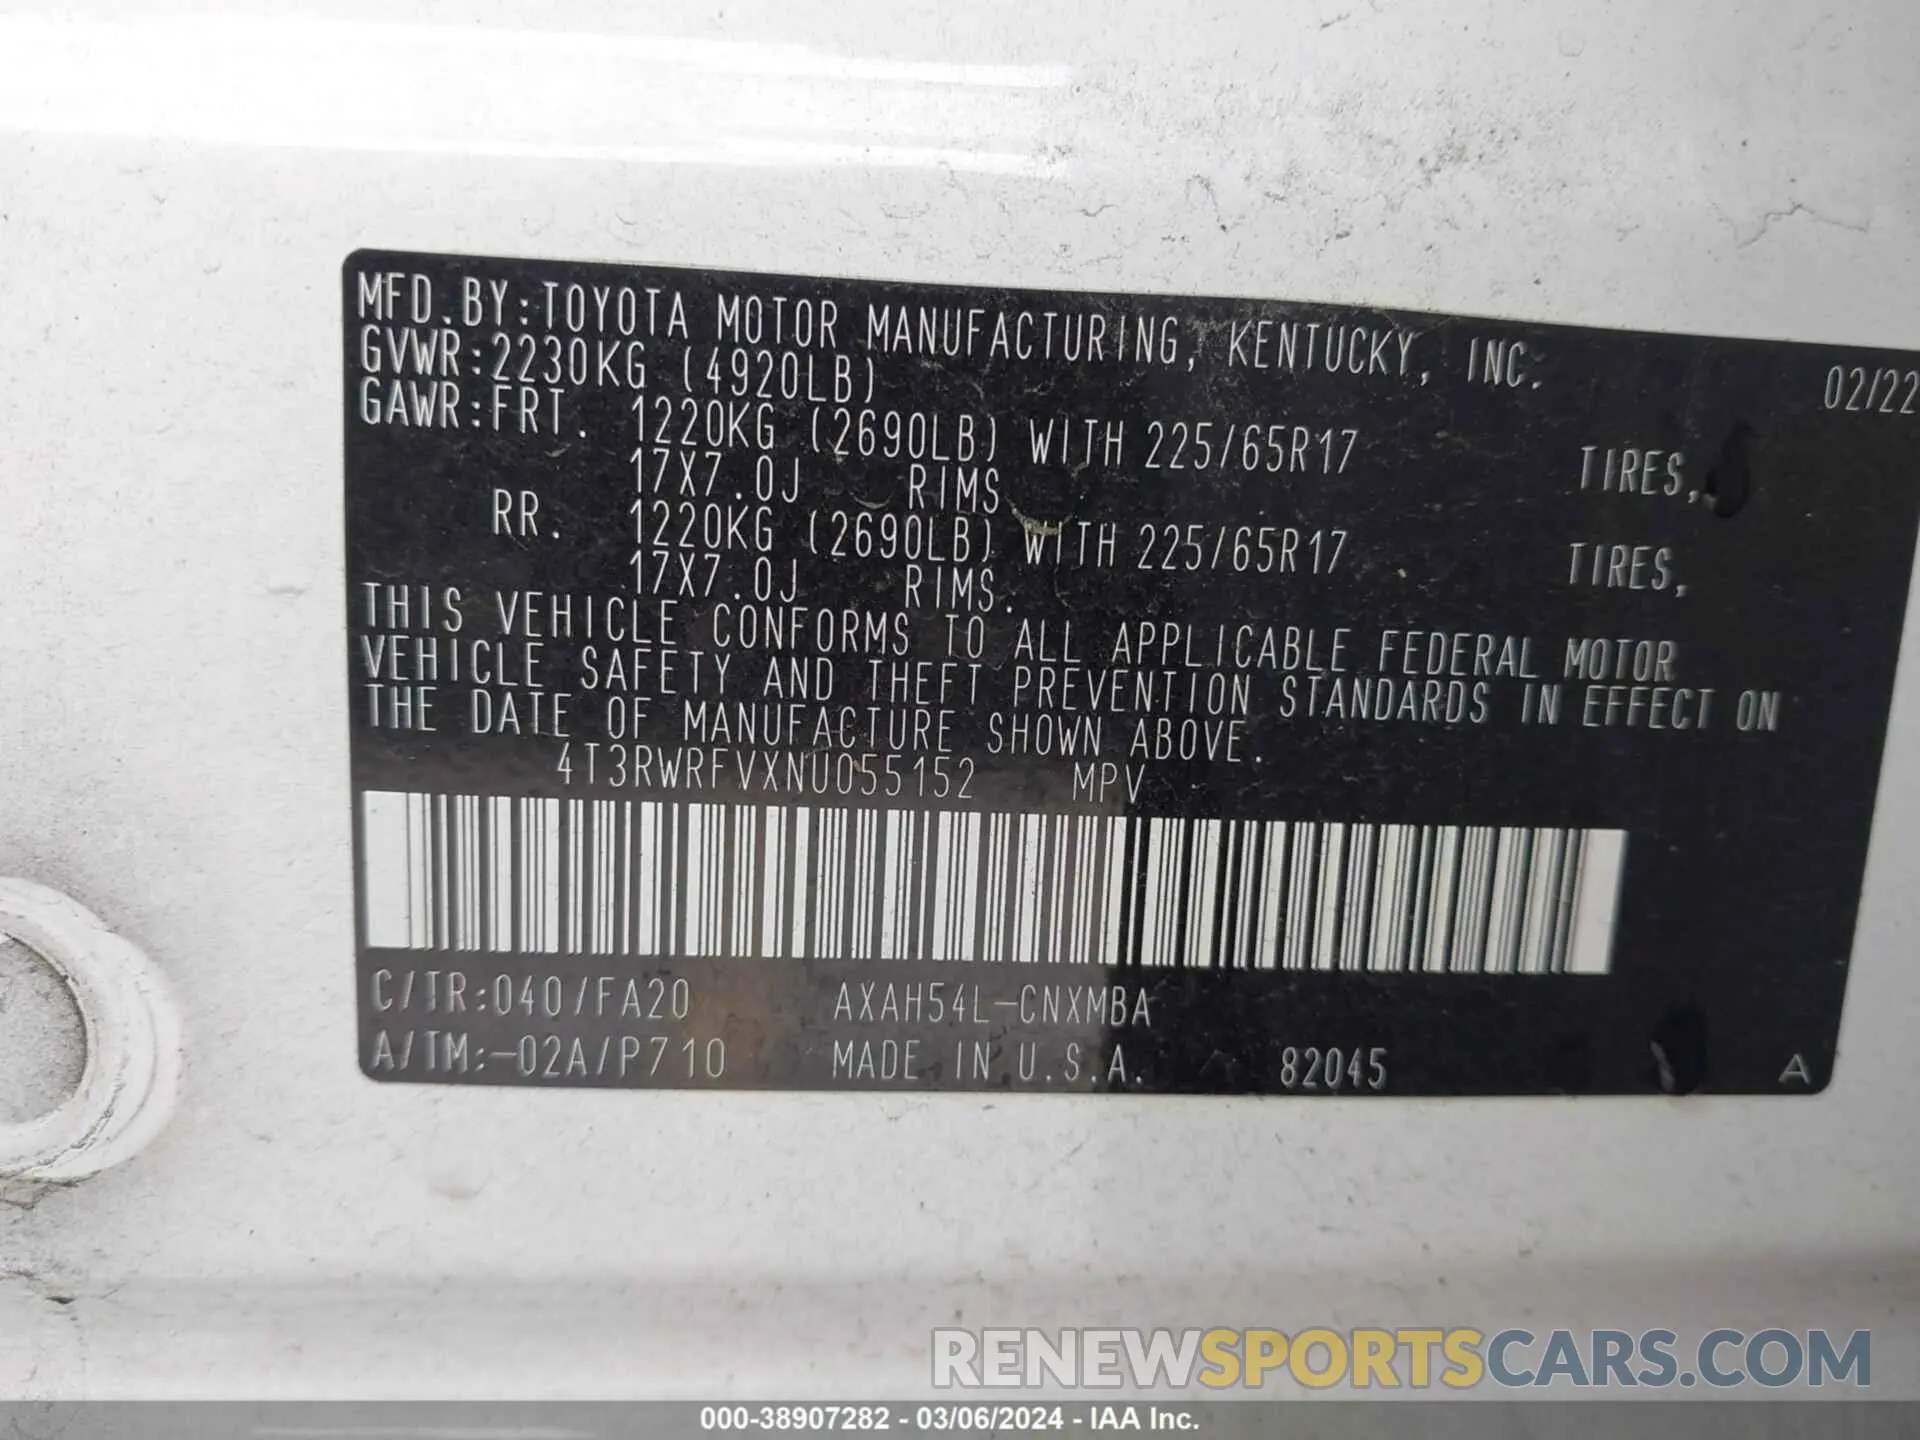 MFD.BY:TOYOTA MOTOR MANUFACTURING, KENTUCKY, INC. 02/22
GVWR:2230KG (4920LB)
GAWR:FRT. 1220KG (2690LB) WITH 225/65R17 TIRES,
17X7.0J RIMS
RR. 1220KG (2690LB) WITH 225/65R17 TIRES,
17X7.0J RIMS.
THIS VEHICLE CONFORMS TO ALL APPLICABLE FEDERAL MOTOR
VEHICLE SAFETY AND THEFT PREVENTION STANDARDS IN EFFECT ON
THE DATE OF MANUFACTURE SHOWN ABOVE.
4T3RWRFVXNU055152 MPV
C/TR:040/FA20 AXAH54L-CNXMBA
A/TM:-02A/P710 MADE IN U.S.A. 82045 A
RENEWSPORTSCARS.COM
000-38907282 - 03/06/2024 - IAA Inc.